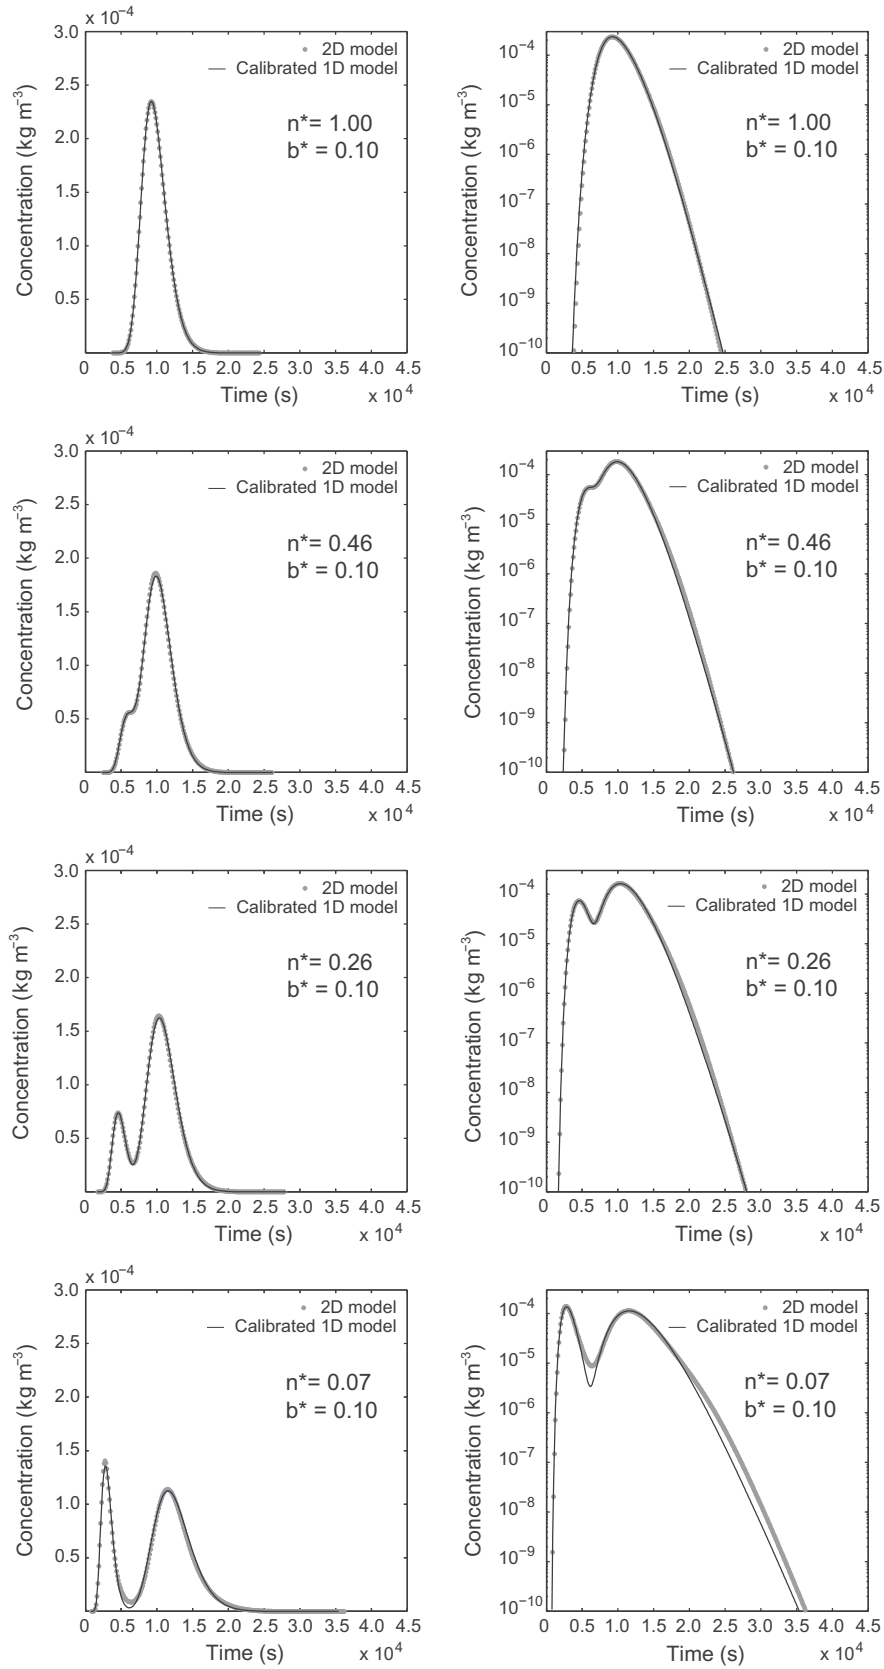 x 10⁻⁴
3.0
2.5
2.0
1.5
1.0
0.5
Concentration (kg m⁻³)
2D model
Calibrated 1D model
n*= 1.00
b* = 0.10
0 0.5 1.0 1.5 2.0 2.5 3.0 3.5 4.0 4.5
Time (s)
x 10⁴
10⁻⁴
10⁻⁵
10⁻⁶
10⁻⁷
10⁻⁸
10⁻⁹
10⁻¹⁰
Concentration (kg m⁻³)
2D model
Calibrated 1D model
n*= 1.00
b* = 0.10
0 0.5 1.0 1.5 2.0 2.5 3.0 3.5 4.0 4.5
Time (s)
x 10⁴
x 10⁻⁴
3.0
2.5
2.0
1.5
1.0
0.5
Concentration (kg m⁻³)
2D model
Calibrated 1D model
n*= 0.46
b* = 0.10
0 0.5 1.0 1.5 2.0 2.5 3.0 3.5 4.0 4.5
Time (s)
x 10⁴
10⁻⁴
10⁻⁵
10⁻⁶
10⁻⁷
10⁻⁸
10⁻⁹
10⁻¹⁰
Concentration (kg m⁻³)
2D model
Calibrated 1D model
n*= 0.46
b* = 0.10
0 0.5 1.0 1.5 2.0 2.5 3.0 3.5 4.0 4.5
Time (s)
x 10⁴
x 10⁻⁴
3.0
2.5
2.0
1.5
1.0
0.5
Concentration (kg m⁻³)
2D model
Calibrated 1D model
n*= 0.26
b* = 0.10
0 0.5 1.0 1.5 2.0 2.5 3.0 3.5 4.0 4.5
Time (s)
x 10⁴
10⁻⁴
10⁻⁵
10⁻⁶
10⁻⁷
10⁻⁸
10⁻⁹
10⁻¹⁰
Concentration (kg m⁻³)
2D model
Calibrated 1D model
n*= 0.26
b* = 0.10
0 0.5 1.0 1.5 2.0 2.5 3.0 3.5 4.0 4.5
Time (s)
x 10⁴
x 10⁻⁴
3.0
2.5
2.0
1.5
1.0
0.5
Concentration (kg m⁻³)
2D model
Calibrated 1D model
n*= 0.07
b* = 0.10
0 0.5 1.0 1.5 2.0 2.5 3.0 3.5 4.0 4.5
Time (s)
x 10⁴
10⁻⁴
10⁻⁵
10⁻⁶
10⁻⁷
10⁻⁸
10⁻⁹
10⁻¹⁰
Concentration (kg m⁻³)
2D model
Calibrated 1D model
n*= 0.07
b* = 0.10
0 0.5 1.0 1.5 2.0 2.5 3.0 3.5 4.0 4.5
Time (s)
x 10⁴